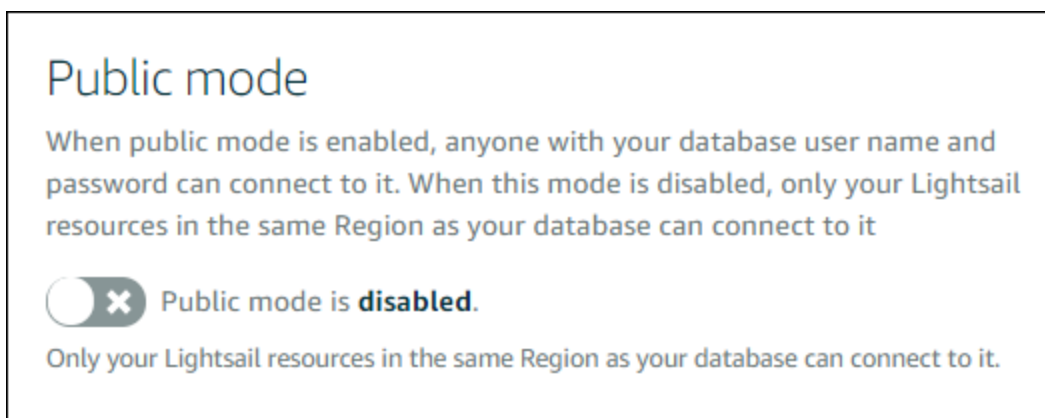 Public mode
When public mode is enabled, anyone with your database user name and
password can connect to it. When this mode is disabled, only your Lightsail
resources in the same Region as your database can connect to it
Public mode is disabled.
Only your Lightsail resources in the same Region as your database can connect to it.